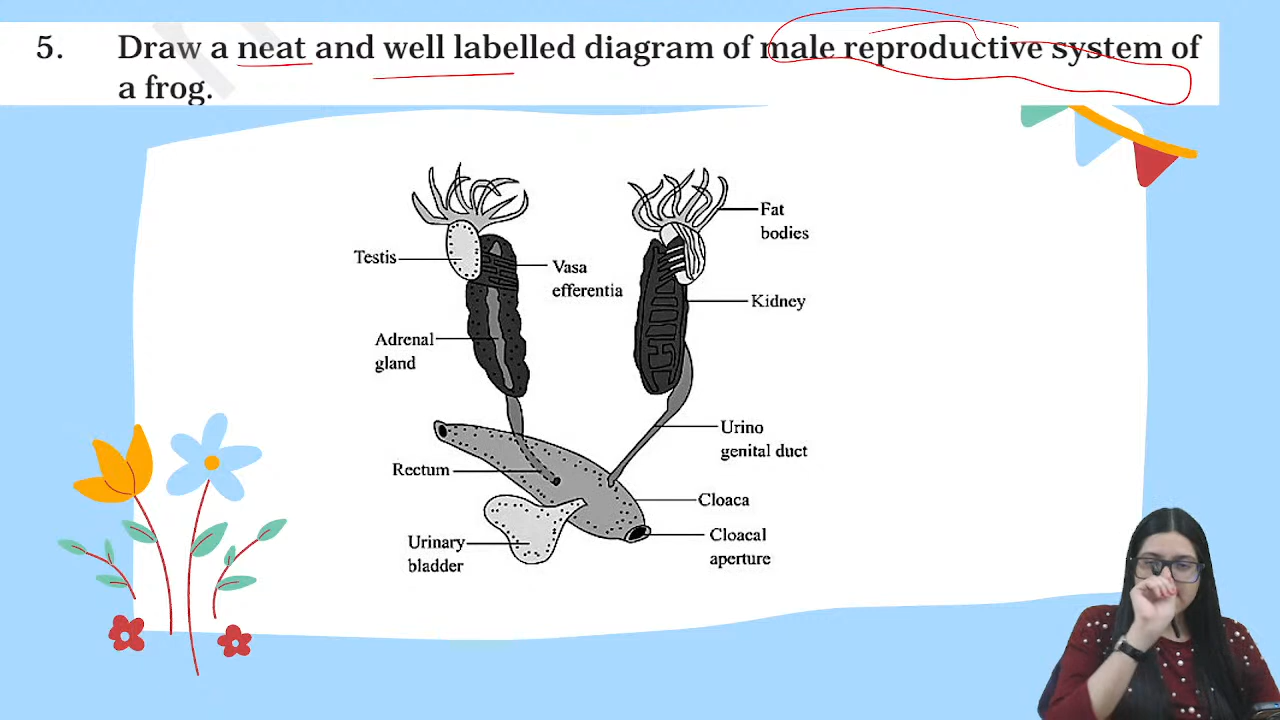 5. Draw a neat and well labelled diagram of male reproductive system of
a frog.
Fat
bodies
Testis
Vasa
efferentia
Kidney
Adrenal
gland
Urino
genital duct
Rectum
Cloaca
Urinary
bladder
Cloacal
aperture